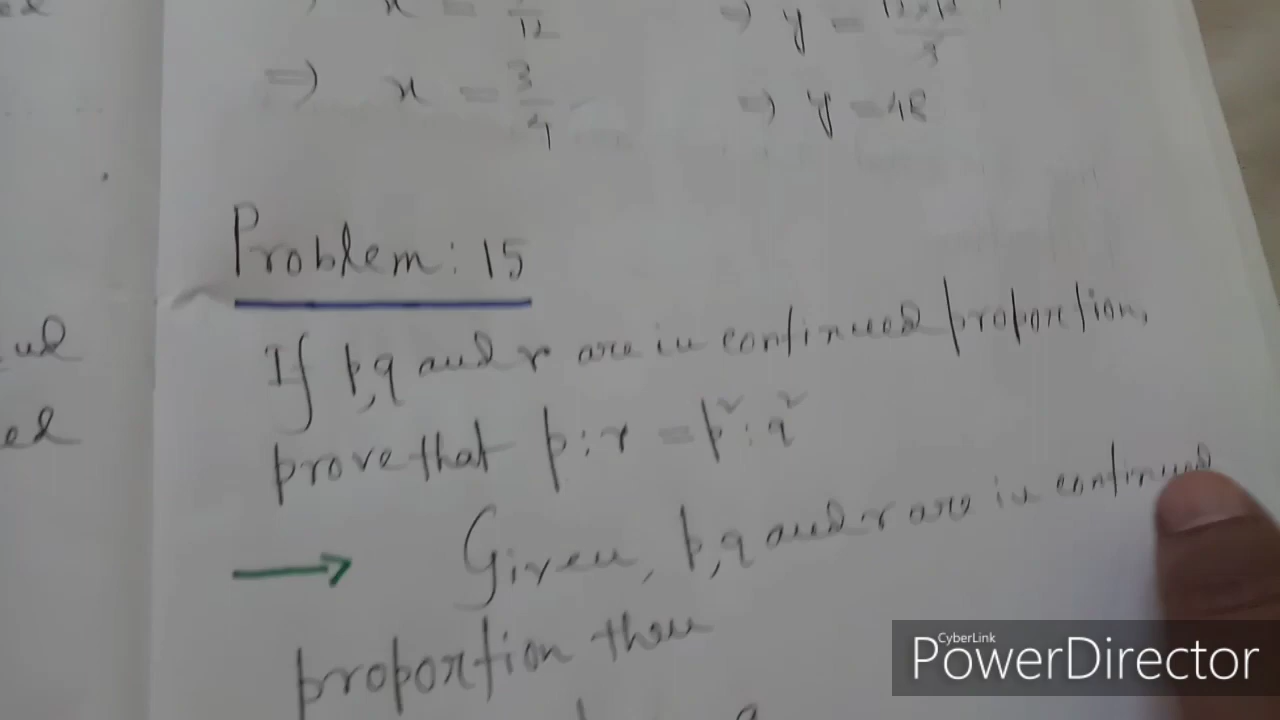 ⇒ x = 3/4
⇒ y = 48
Problem: 15
If p, q and r are in continued proportion,
prove that p : r = p² : q²
Given, p, q and r are in continued
proportion then
CyberLink
PowerDirector